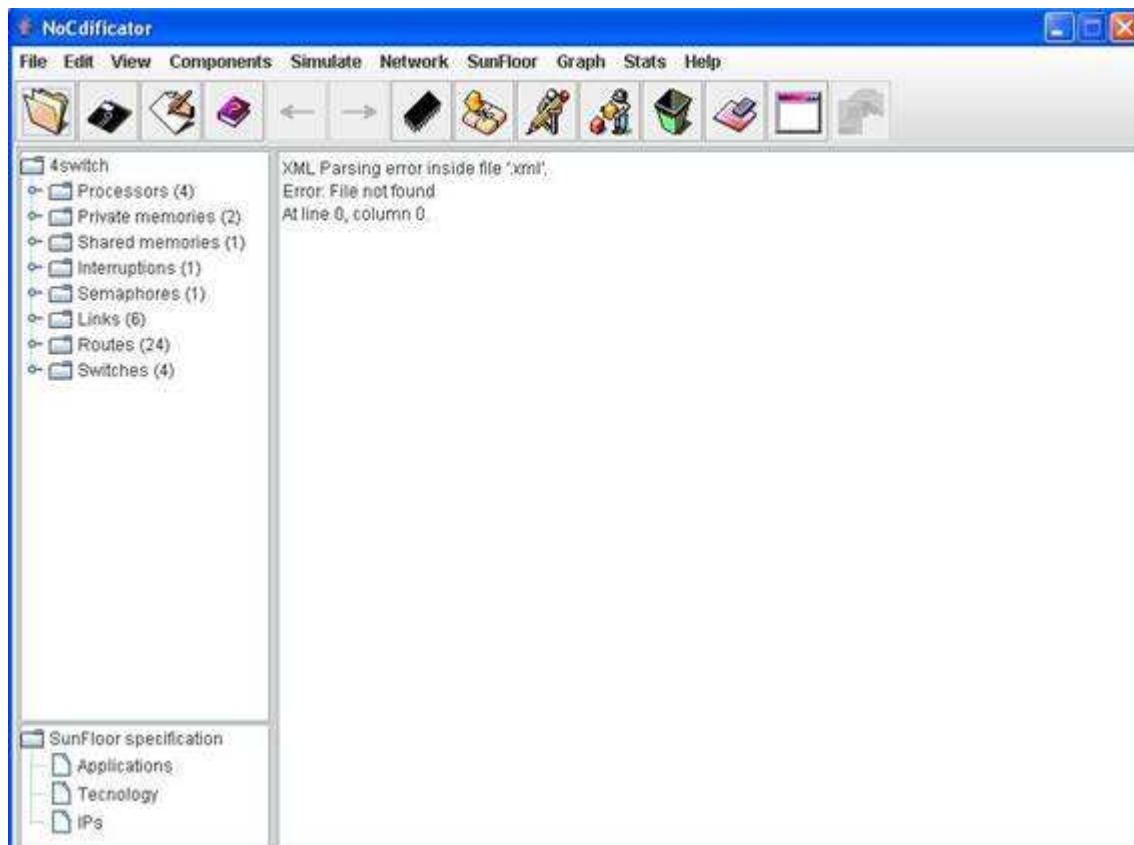 NoCdificator
File Edit View Components Simulate Network SunFloor Graph Stats Help
4switch
Processors (4)
Private memories (2)
Shared memories (1)
Interruptions (1)
Semaphores (1)
Links (6)
Routes (24)
Switches (4)
XML Parsing error inside file '.xml'.
Error: File not found
At line 0, column 0.
SunFloor specification
Applications
Tecnology
IPs